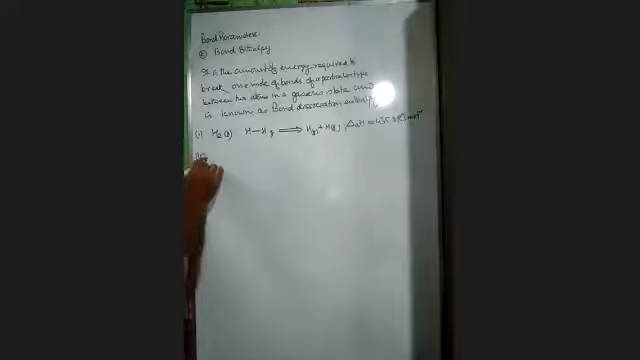 Bond Parameters:
② Bond Enthalpy
It is the amount of energy required to
break one mole of bonds of a particular type
between two atoms in a gaseous state and
is known as Bond dissociation enthalpy
(i) H₂(g) H—H g ⇌ H(g) + H(g); ΔₐH = 435.8 KJ mol⁻¹